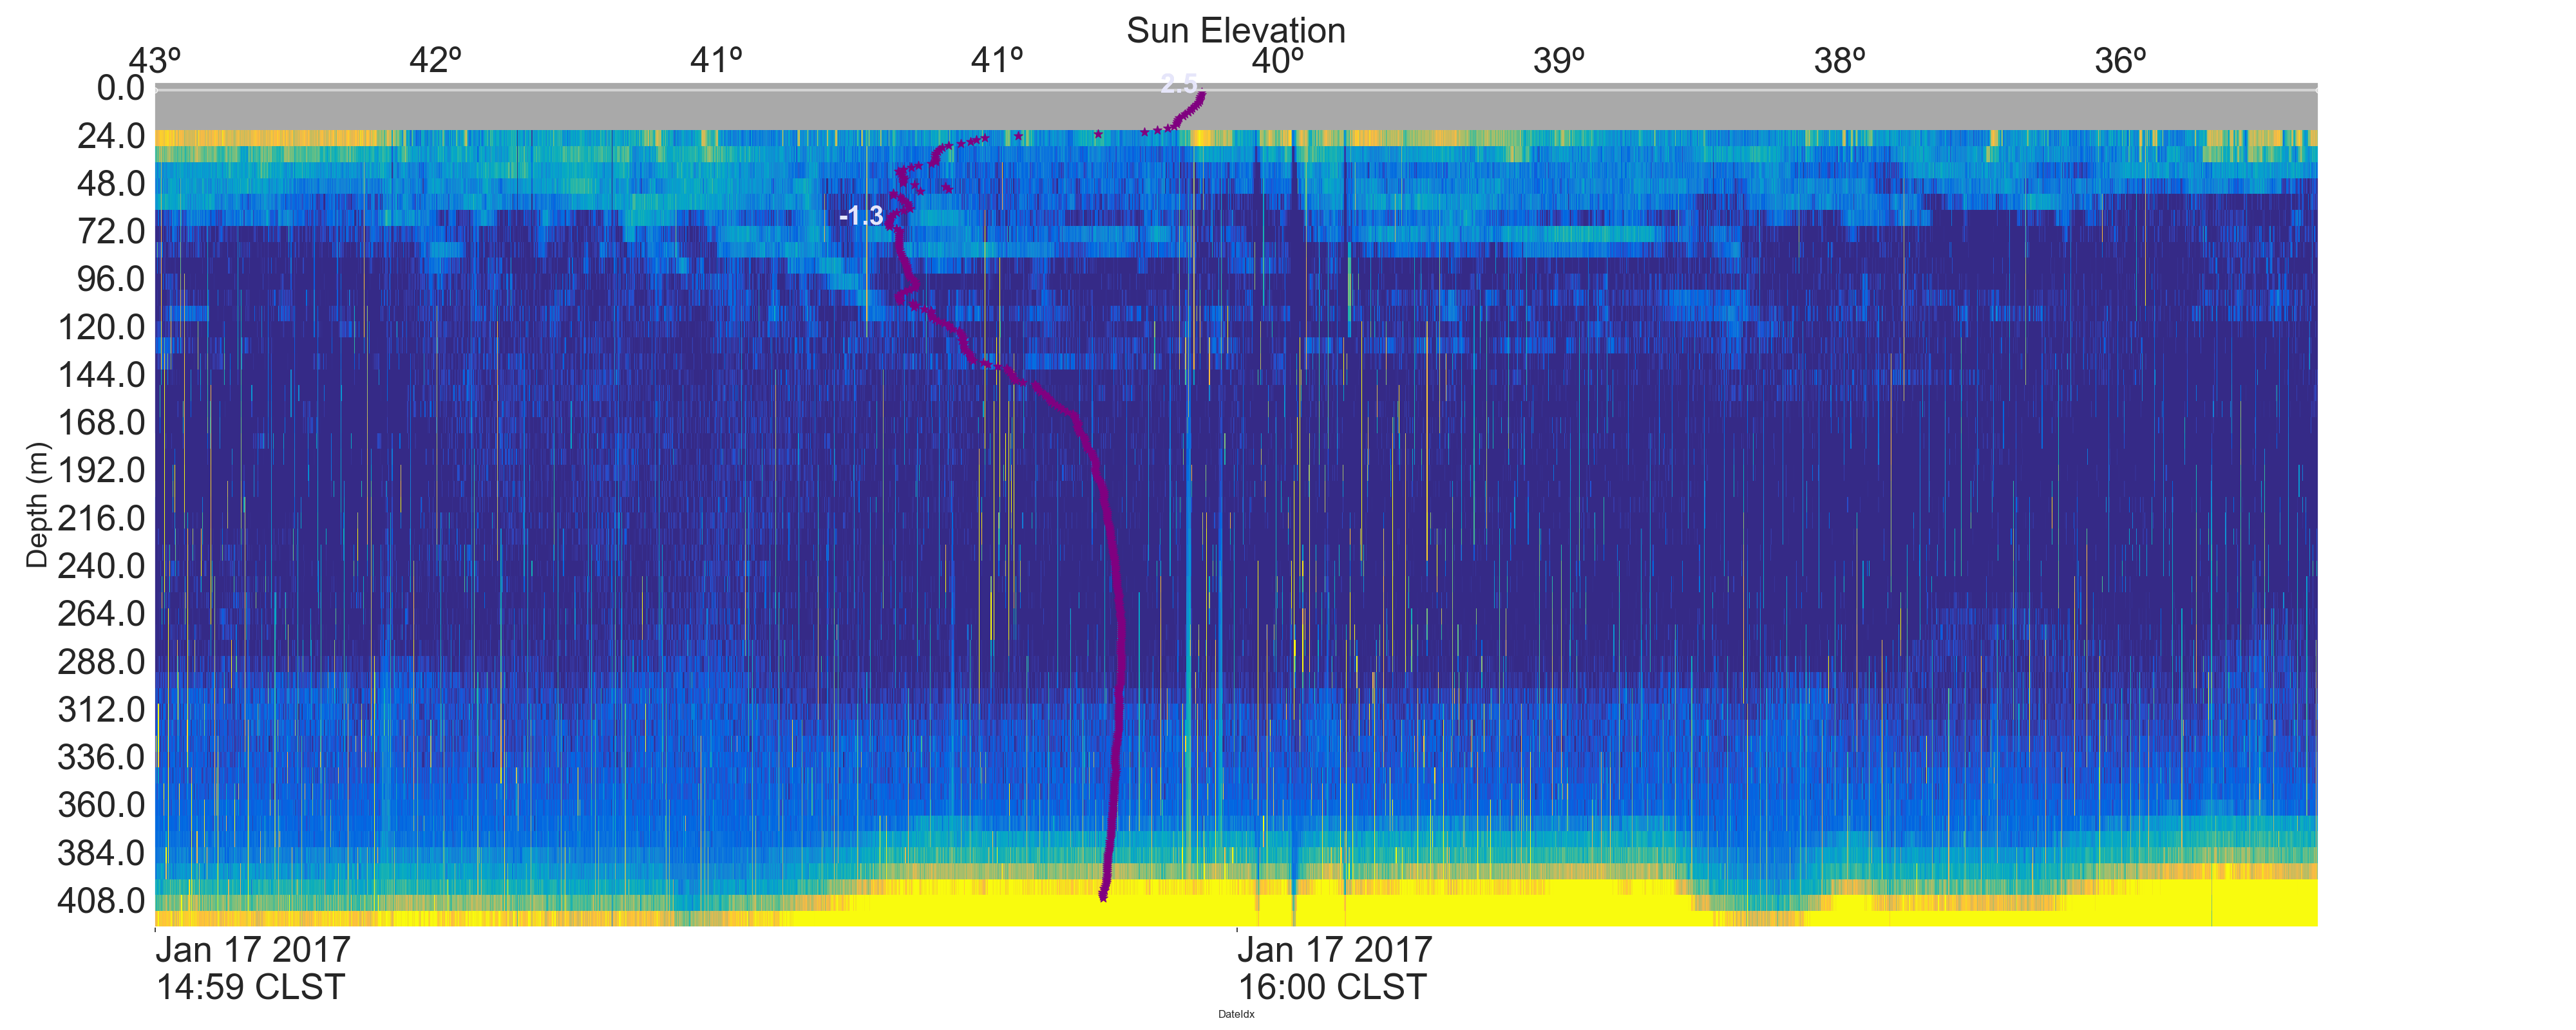 Sun Elevation
43º 42º 41º 41º 40º 39º 38º 36º
2.5
0.0
24.0
48.0
-1.3
72.0
96.0
120.0
144.0
168.0
Depth (m)
192.0
216.0
240.0
264.0
288.0
312.0
336.0
360.0
384.0
408.0
Jan 17 2017
14:59 CLST
Jan 17 2017
16:00 CLST
DateIdx